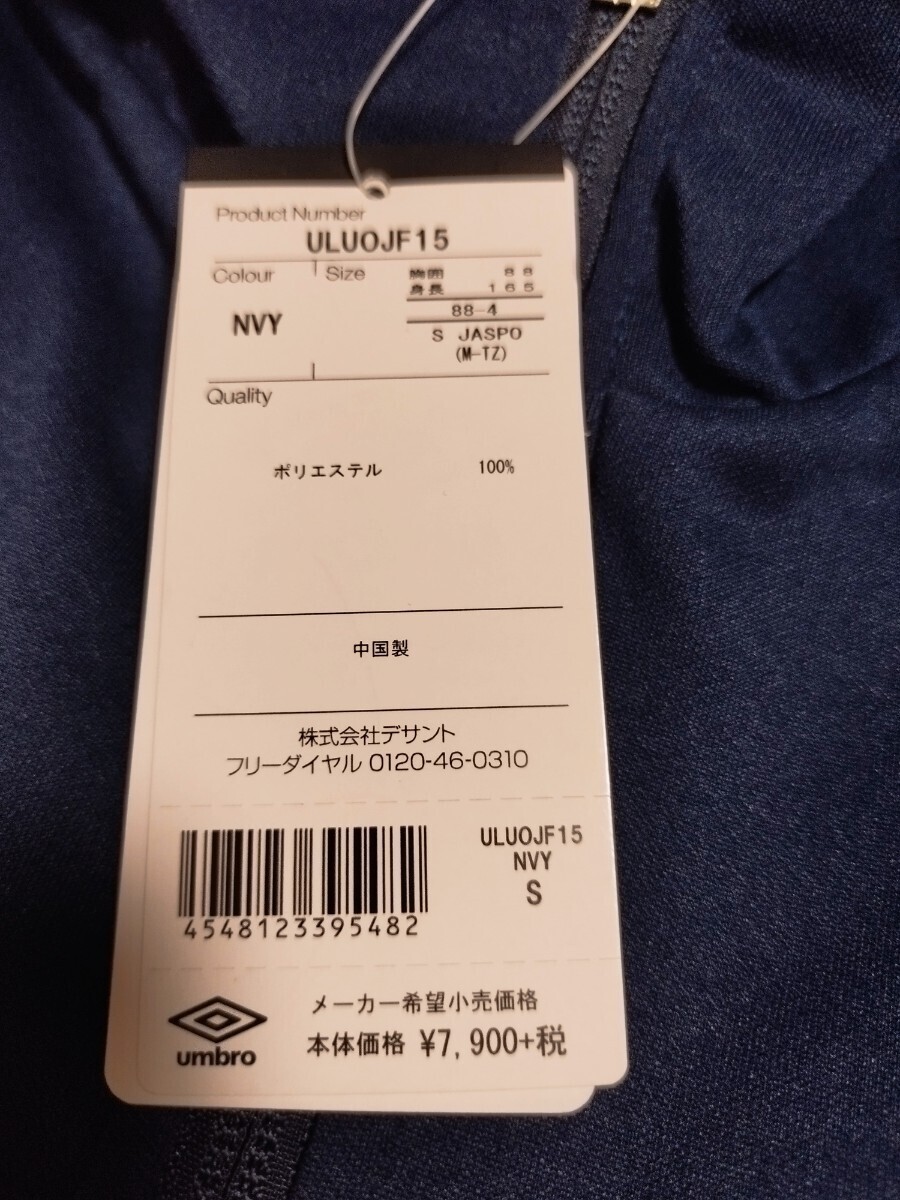 Product Number
ULUOJF15
Colour Size 胸囲 88
身長 165
88-4
NVY S JASPO
(M-TZ)
Quality
ポリエステル 100%
中国製
株式会社デサント
フリーダイヤル 0120-46-0310
ULUOJF15
NVY
S
4548123395482
メーカー希望小売価格
本体価格 ¥7,900+税
umbro